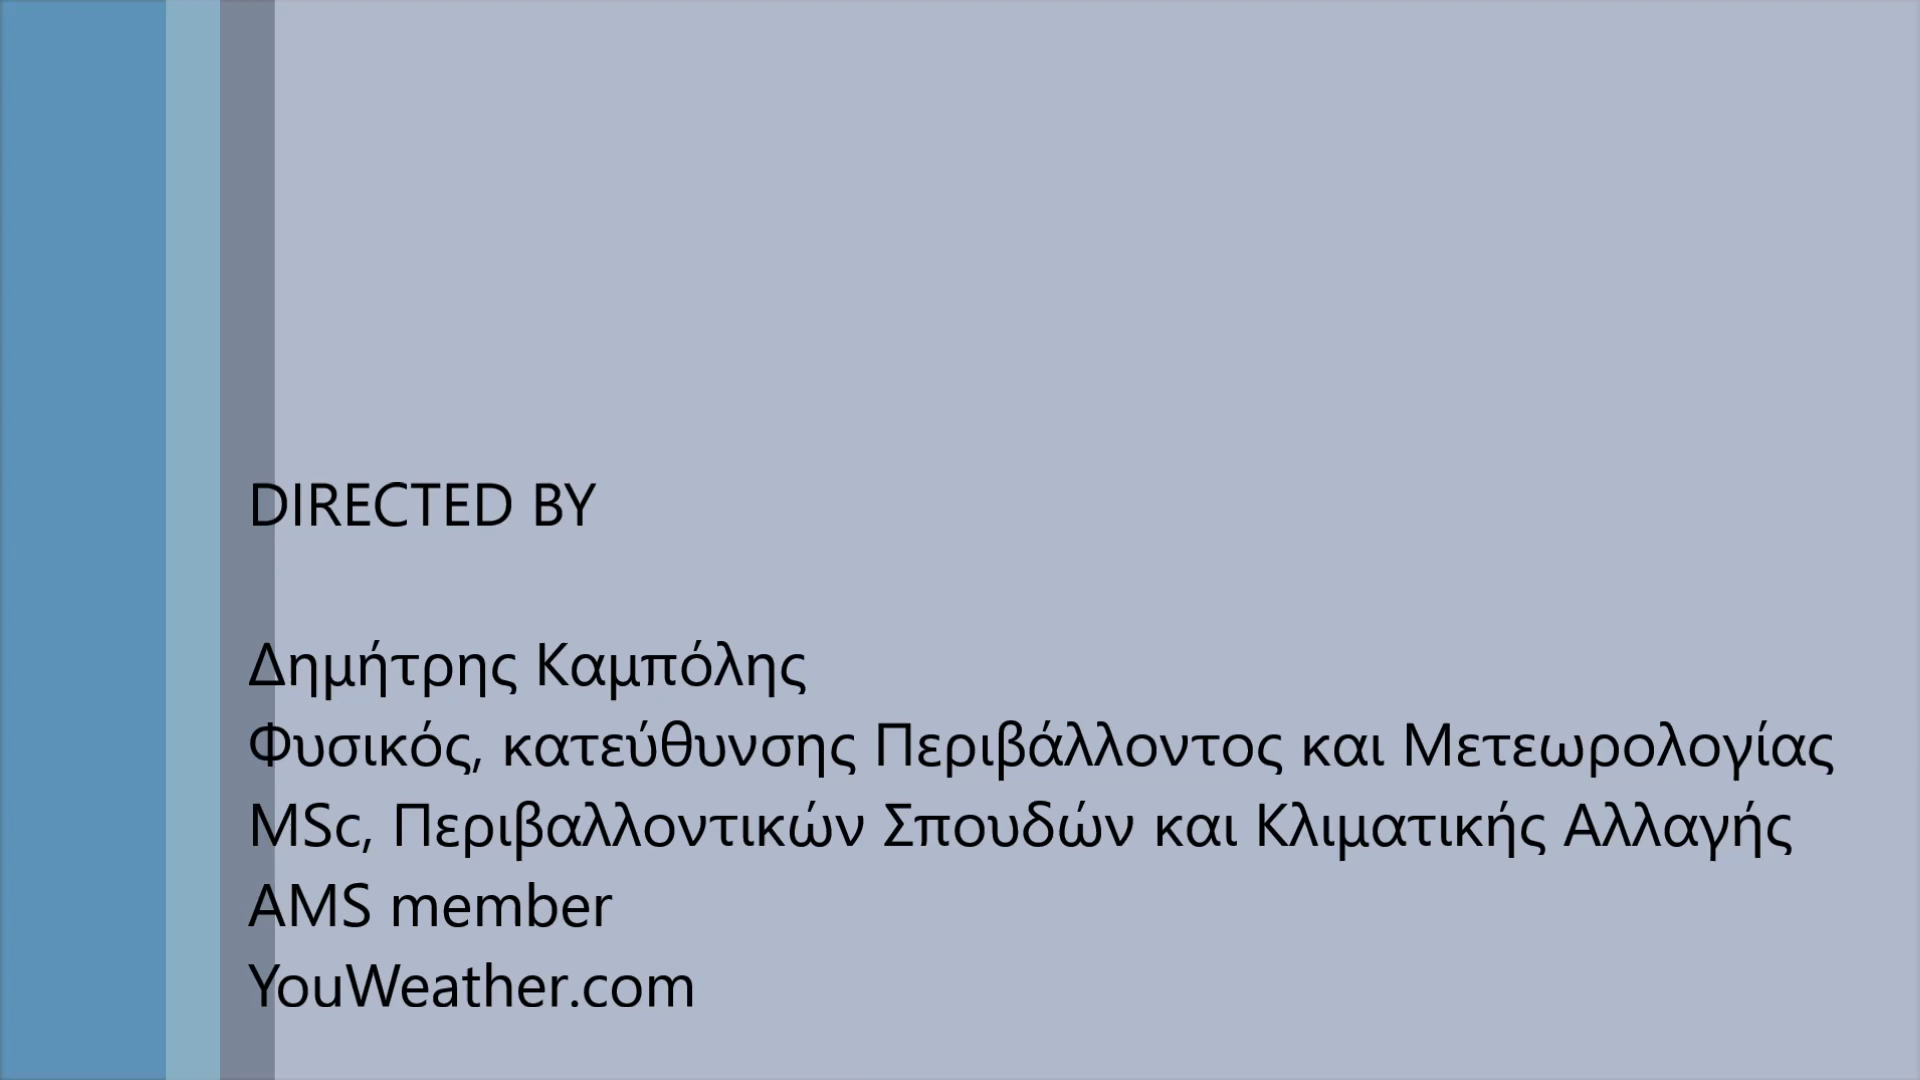 DIRECTED BY
Δημήτρης Καμπόλης
Φυσικός, κατεύθυνσης Περιβάλλοντος και Μετεωρολογίας
MSc, Περιβαλλοντικών Σπουδών και Κλιματικής Αλλαγής
AMS member
YouWeather.com